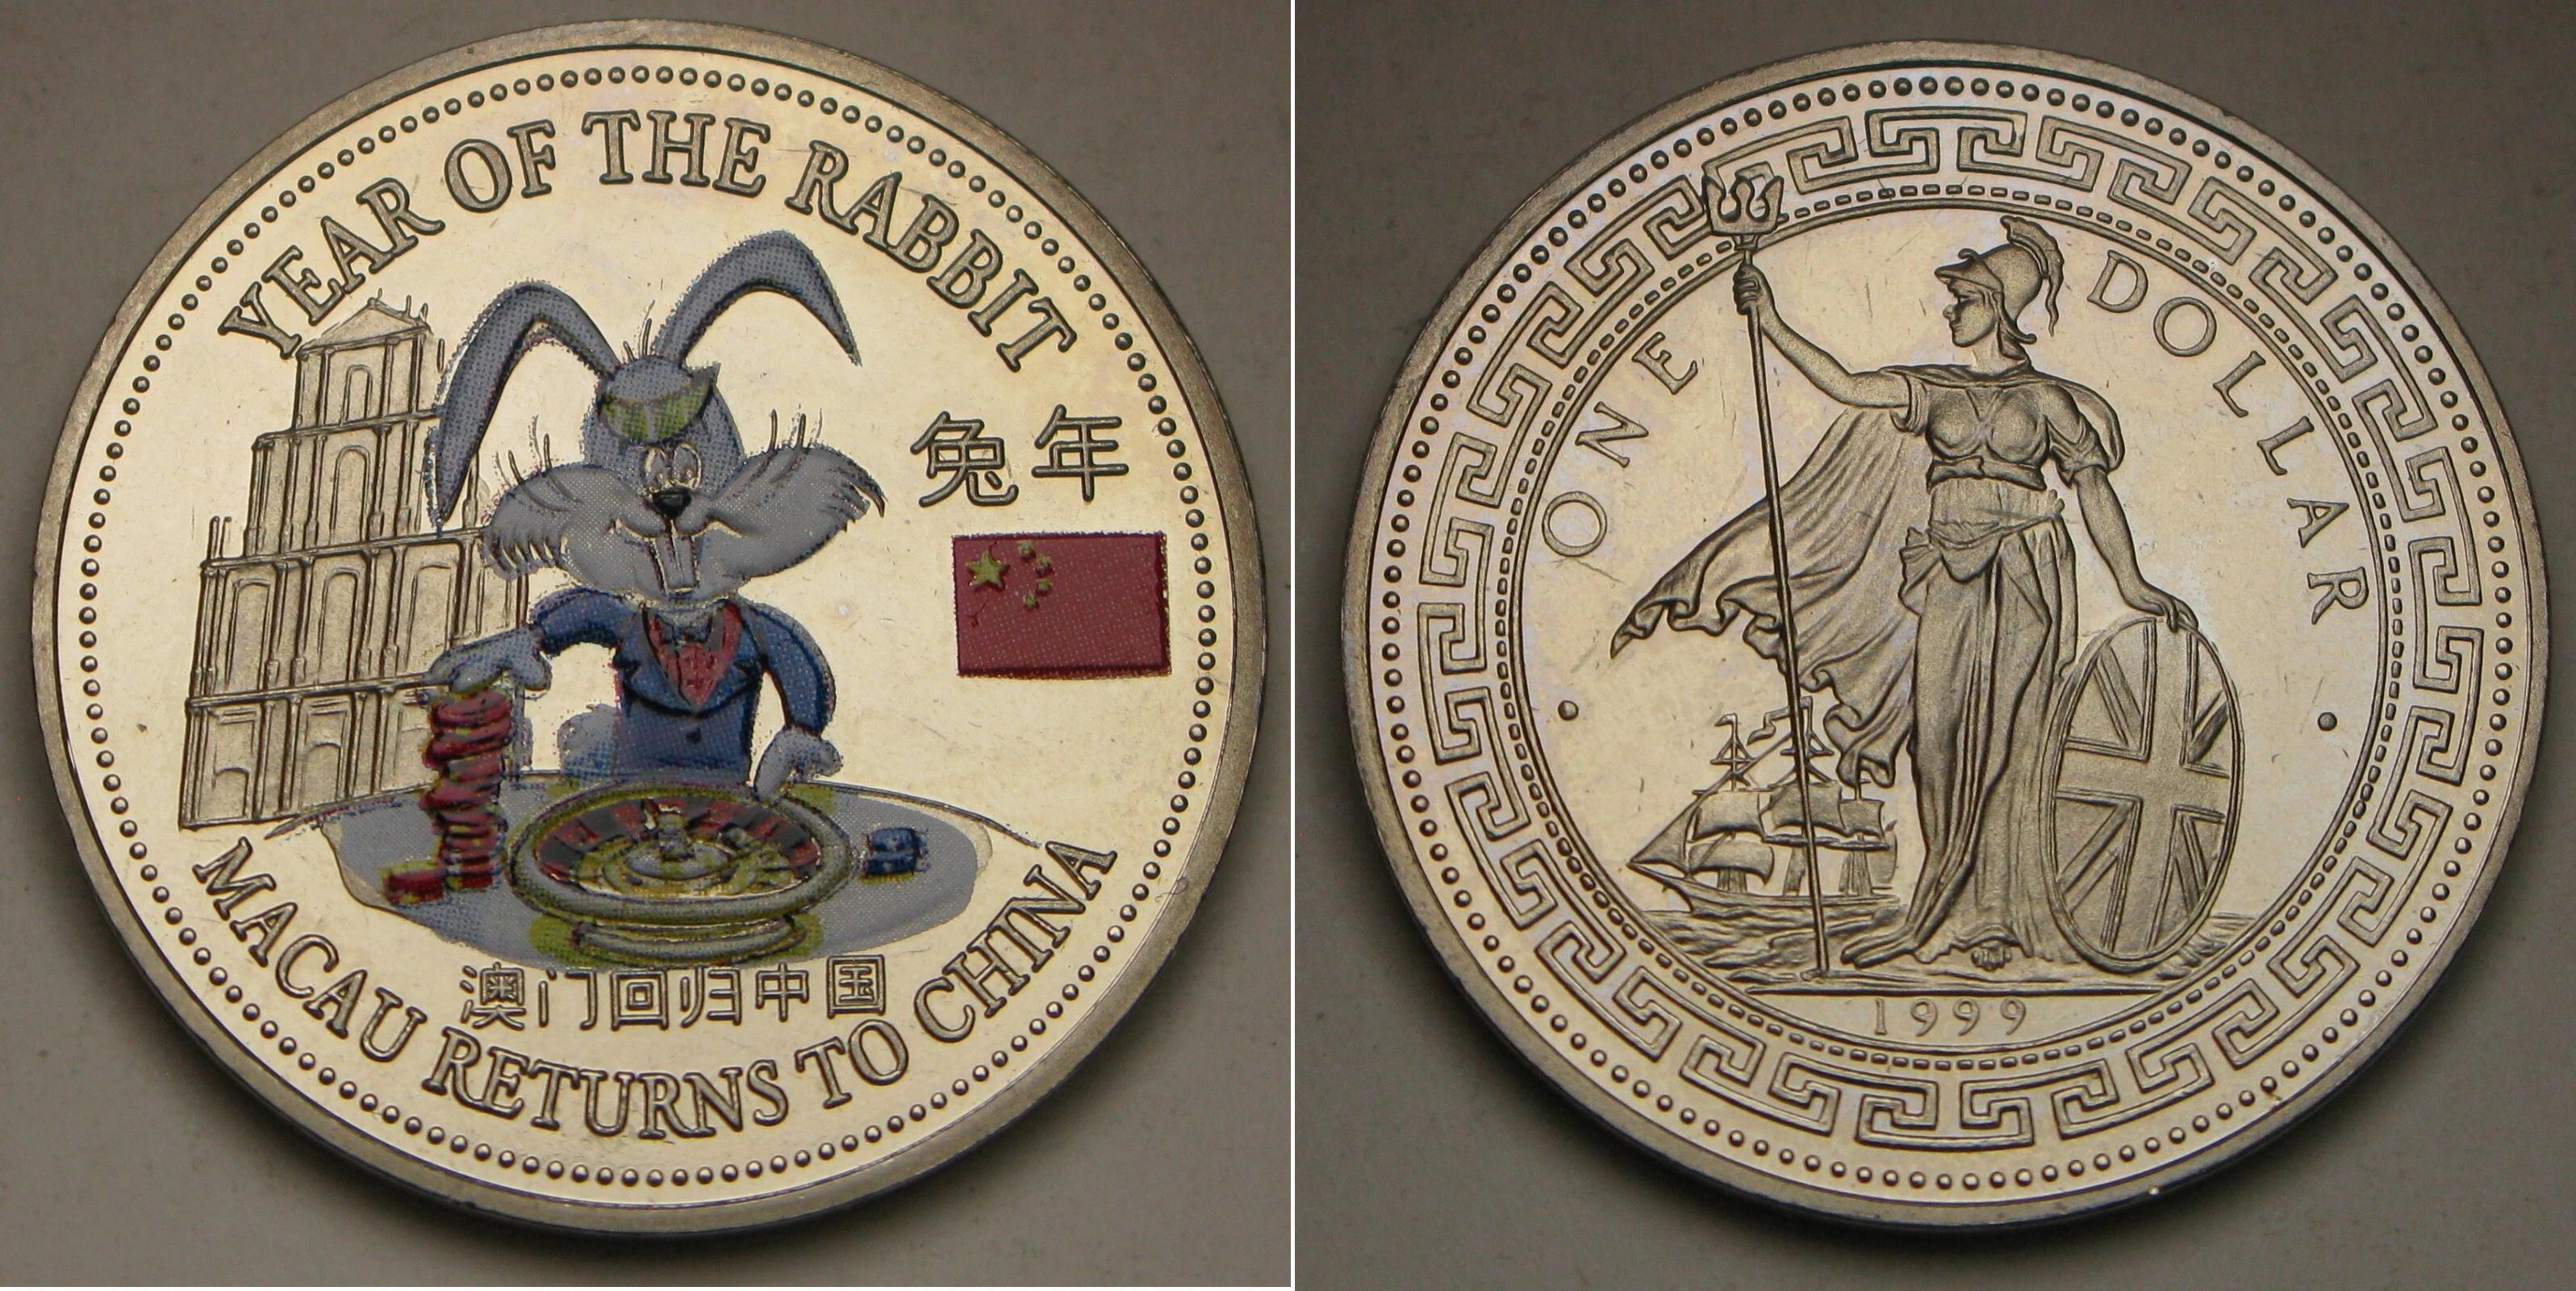 YEAR OF THE RABBIT
兔年
澳门回归中国
MACAU RETURNS TO CHINA
ONE DOLLAR
1999